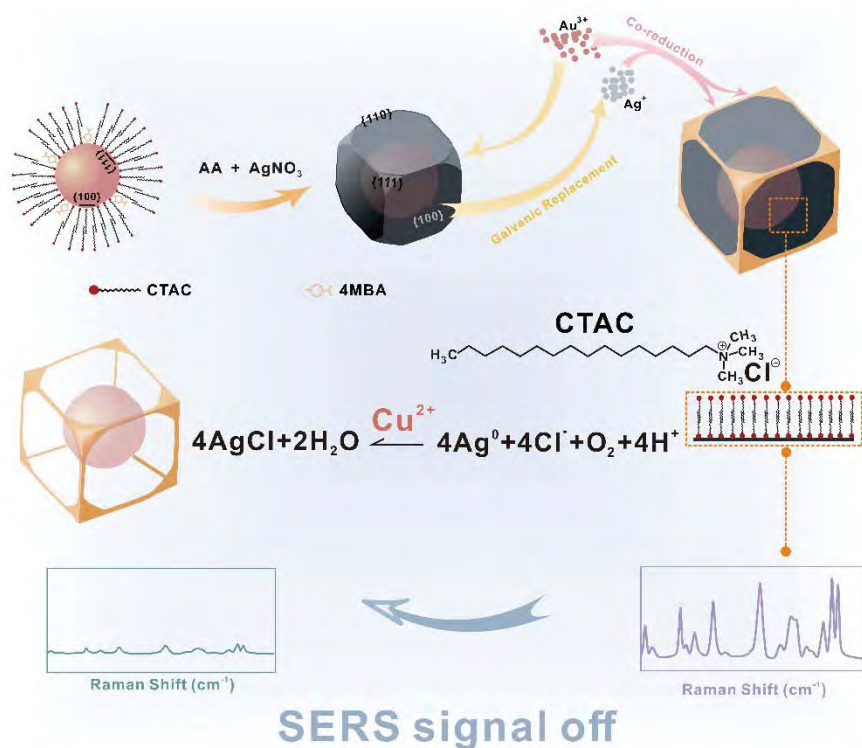 Au³⁺
Co-reduction
Ag⁺
{111}
{100}
AA + AgNO₃
{110}
{111}
{100}
Galvanic Replacement
CTAC
4MBA
CTAC
H₃C
CH₃
N⊕
CH₃
CH₃
Cl⊖
4AgCl+2H₂O
Cu²⁺
4Ag⁰+4Cl⁻+O₂+4H⁺
Raman Shift (cm⁻¹)
Raman Shift (cm⁻¹)
SERS signal off